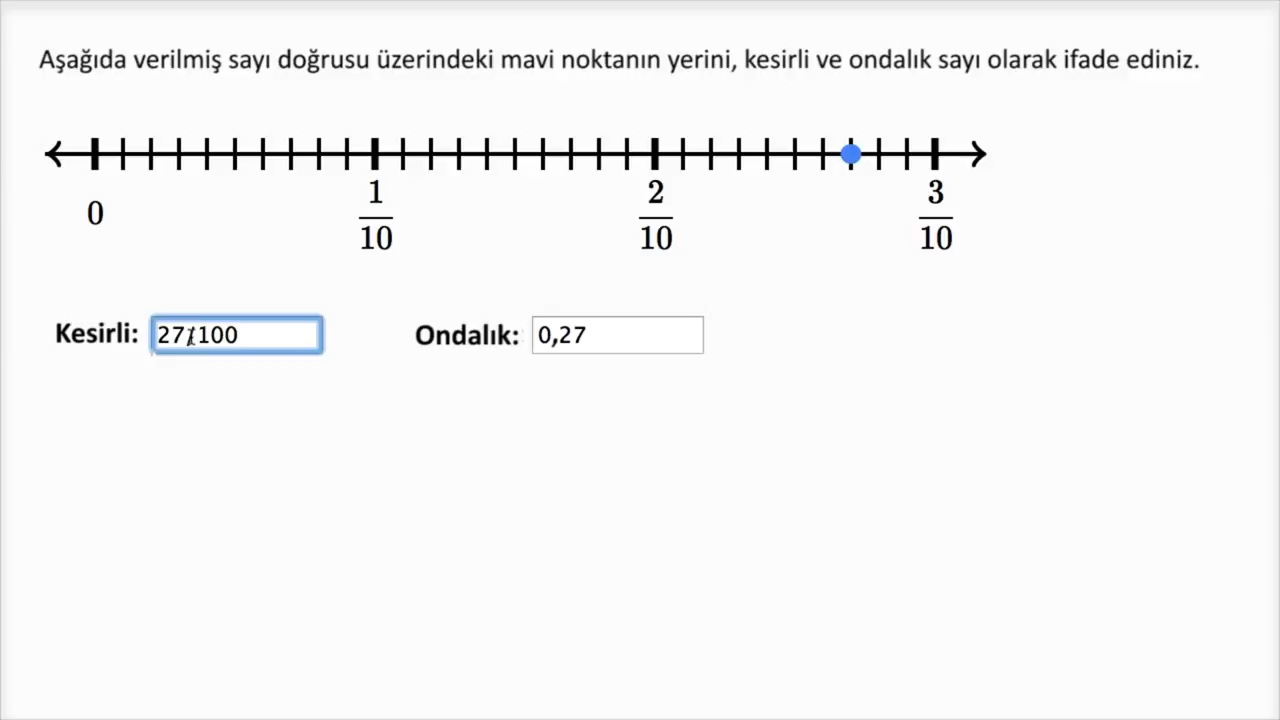 Aşağıda verilmiş sayı doğrusu üzerindeki mavi noktanın yerini, kesirli ve ondalık sayı olarak ifade ediniz.
0 1/10 2/10 3/10
Kesirli: 27/100 Ondalık: 0,27